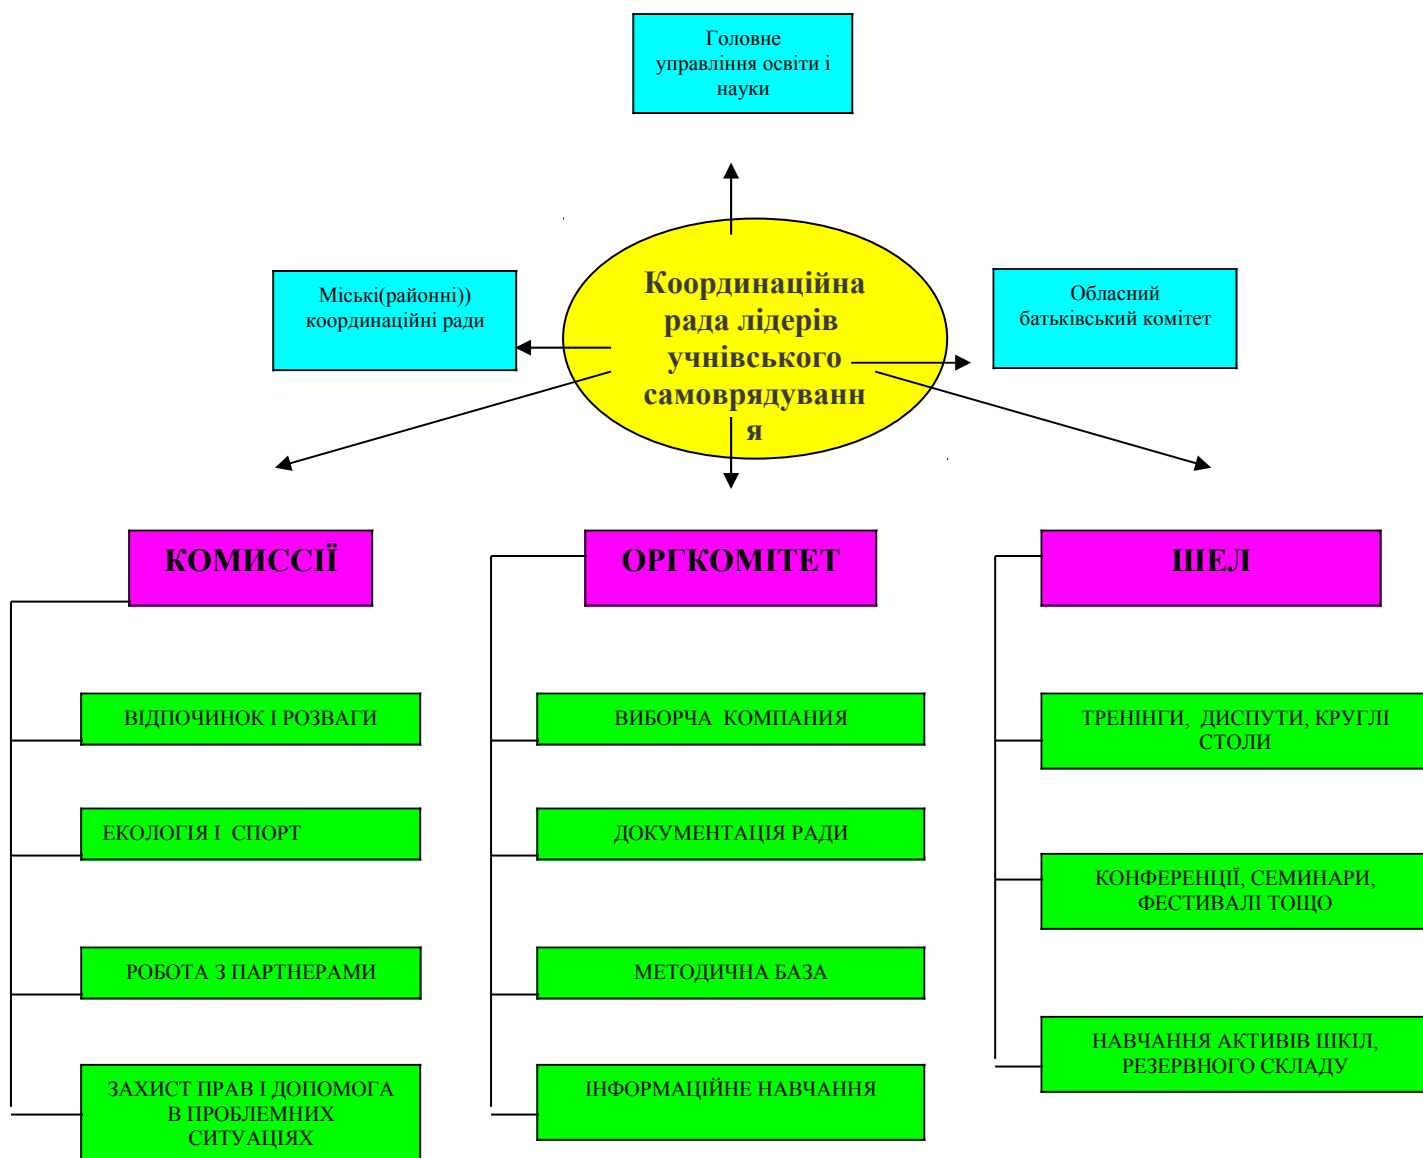 Головне
управління освіти і
науки
Міські(районні))
координаційні ради
Координаційна
рада лідерів
учнівського
самоврядуванн
я
Обласний
батьківський комітет
КОМИССІЇ
ВІДПОЧИНОК І РОЗВАГИ
ЕКОЛОГІЯ І СПОРТ
РОБОТА З ПАРТНЕРАМИ
ЗАХИСТ ПРАВ І ДОПОМОГА
В ПРОБЛЕМНИХ
СИТУАЦІЯХ
ОРГКОМІТЕТ
ВИБОРЧА КОМПАНИЯ
ДОКУМЕНТАЦІЯ РАДИ
МЕТОДИЧНА БАЗА
ІНФОРМАЦІЙНЕ НАВЧАННЯ
ШЕЛ
ТРЕНІНГИ, ДИСПУТИ, КРУГЛІ
СТОЛИ
КОНФЕРЕНЦІЇ, СЕМИНАРИ,
ФЕСТИВАЛІ ТОЩО
НАВЧАННЯ АКТИВІВ ШКІЛ,
РЕЗЕРВНОГО СКЛАДУ